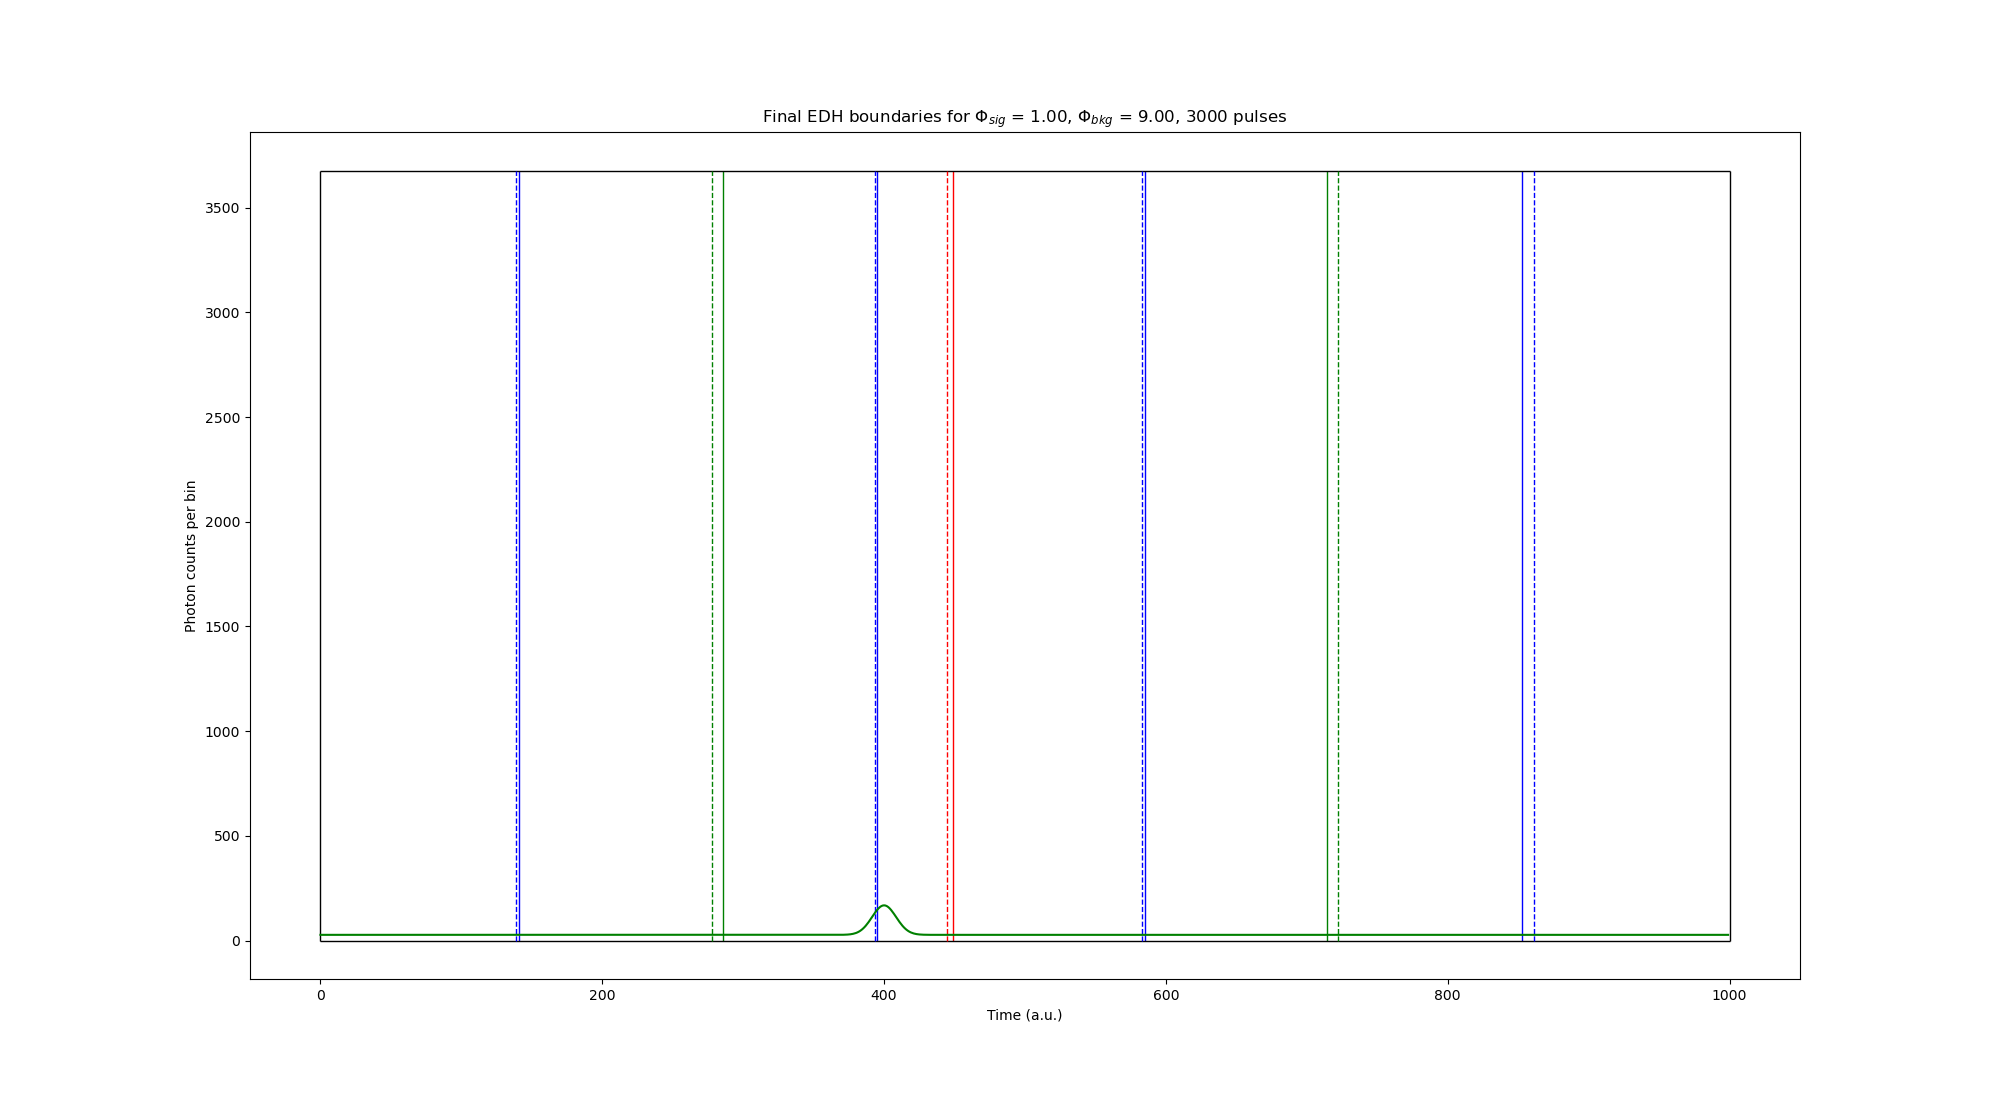 Final EDH boundaries for Φsig = 1.00, Φbkg = 9.00, 3000 pulses
Photon counts per bin
3500
3000
2500
2000
1500
1000
500
0
0 200 400 600 800 1000
Time (a.u.)